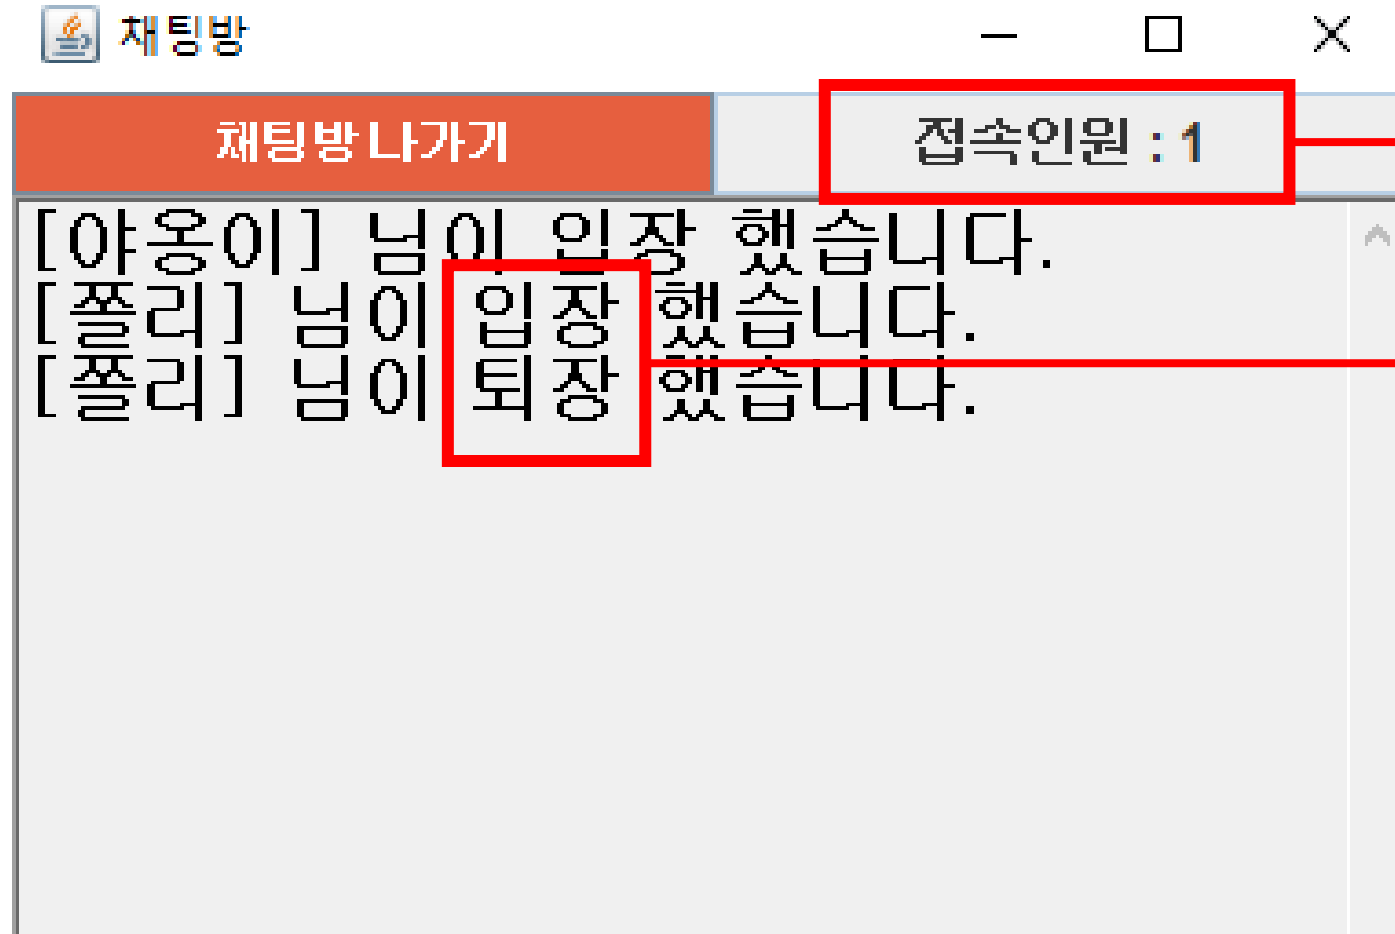 채팅방
채팅방 나가기
접속인원 : 1
[야옹이] 님이 입장 했습니다.
[쫄리] 님이 입장 했습니다.
[쫄리] 님이 퇴장 했습니다.